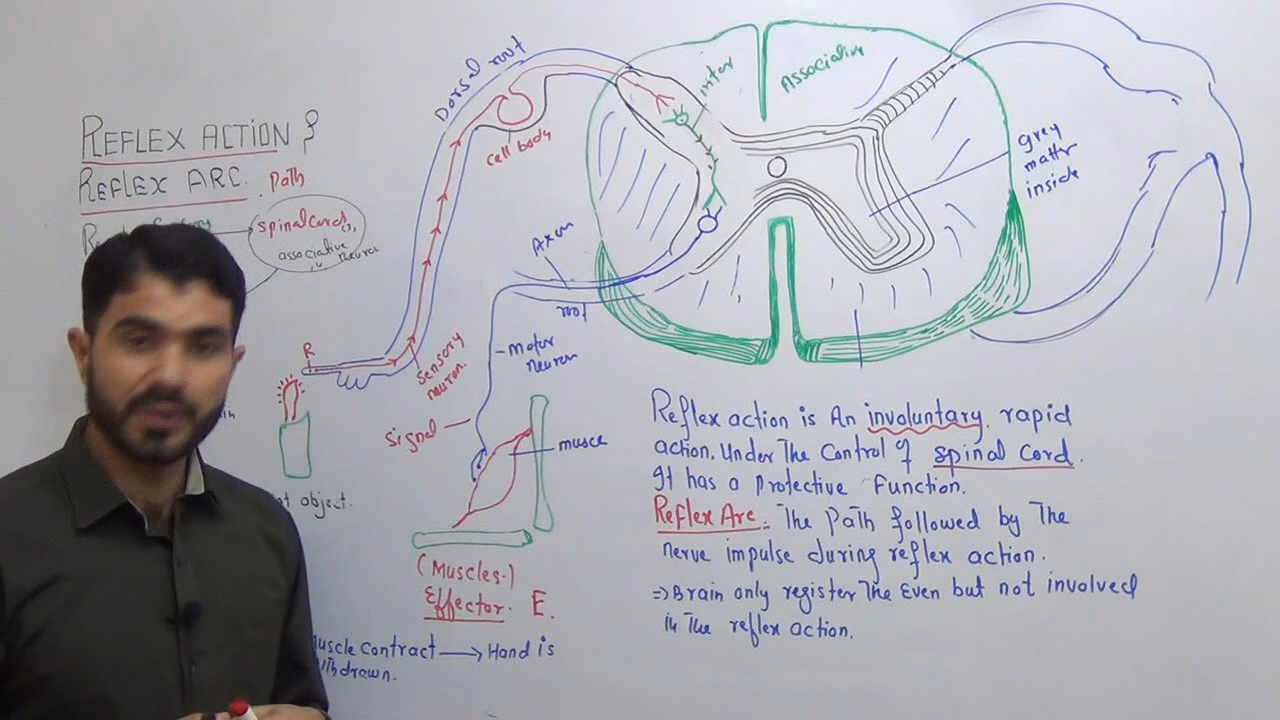 REFLEX ACTION &
REFLEX ARC. Path
spinal cord
associative neuron
Dorsal root
cell body
inter
Associative
grey
matter
inside
Axon
root
R
Sensory
neuron.
motor
neuron
Signal
muscle
object.
(Muscles.)
Effector. E.
Muscle contract → Hand is
Reflex action is An involuntary rapid
action. Under The Control of spinal cord.
It has a Protective Function.
Reflex Arc:. The Path followed by The
nerve impulse during reflex action.
⇒ Brain only register The Even but not involved
in The reflex action.